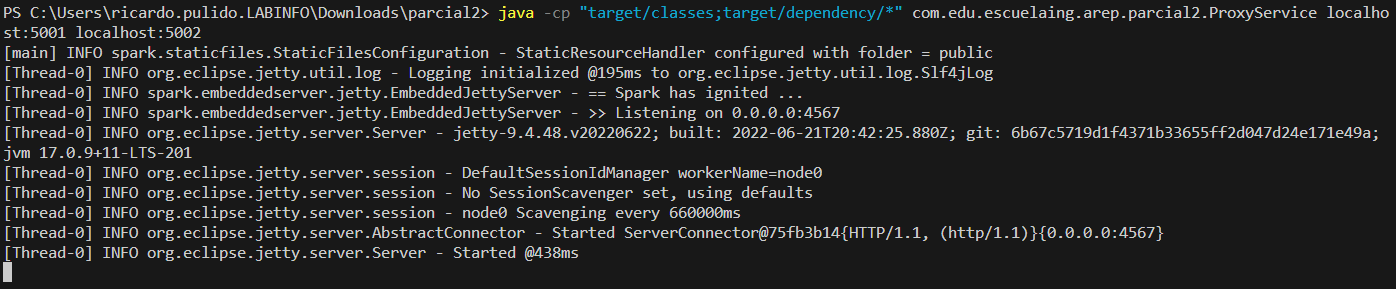 PS C:\Users\ricardo.pulido.LABINFO\Downloads\parcial2> java -cp "target/classes;target/dependency/*" com.edu.escuelaing.arep.parcial2.ProxyService localho
st:5001 localhost:5002
[main] INFO spark.staticfiles.StaticFilesConfiguration - StaticResourceHandler configured with folder = public
[Thread-0] INFO org.eclipse.jetty.util.log - Logging initialized @195ms to org.eclipse.jetty.util.log.Slf4jLog
[Thread-0] INFO spark.embeddedserver.jetty.EmbeddedJettyServer - == Spark has ignited ...
[Thread-0] INFO spark.embeddedserver.jetty.EmbeddedJettyServer - >> Listening on 0.0.0.0:4567
[Thread-0] INFO org.eclipse.jetty.server.Server - jetty-9.4.48.v20220622; built: 2022-06-21T20:42:25.880Z; git: 6b67c5719d1f4371b33655ff2d047d24e171e49a;
jvm 17.0.9+11-LTS-201
[Thread-0] INFO org.eclipse.jetty.server.session - DefaultSessionIdManager workerName=node0
[Thread-0] INFO org.eclipse.jetty.server.session - No SessionScavenger set, using defaults
[Thread-0] INFO org.eclipse.jetty.server.session - node0 Scavenging every 660000ms
[Thread-0] INFO org.eclipse.jetty.server.AbstractConnector - Started ServerConnector@75fb3b14{HTTP/1.1, (http/1.1)}{0.0.0.0:4567}
[Thread-0] INFO org.eclipse.jetty.server.Server - Started @438ms